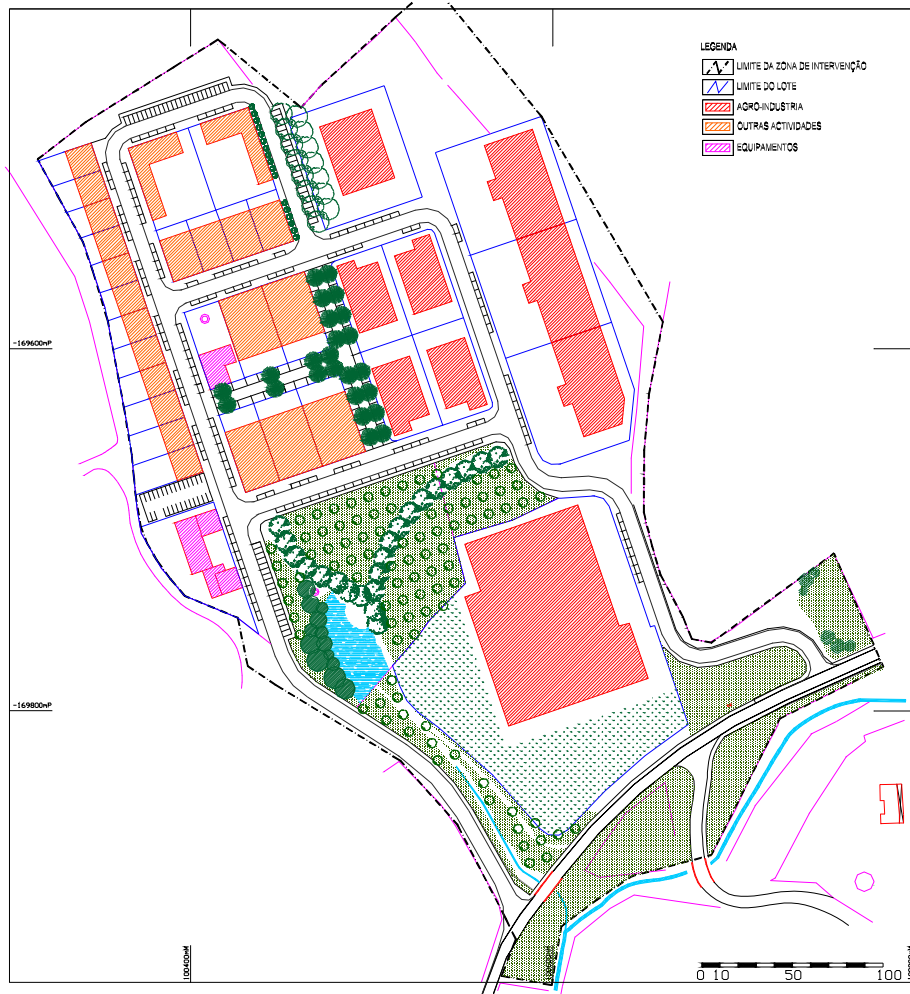 LEGENDA
LIMITE DA ZONA DE INTERVENÇÃO
LIMITE DO LOTE
AGRO-INDUSTRIA
OUTRAS ACTIVIDADES
EQUIPAMENTOS
-169600mP
-169800mP
100400mM
0 10 50 100